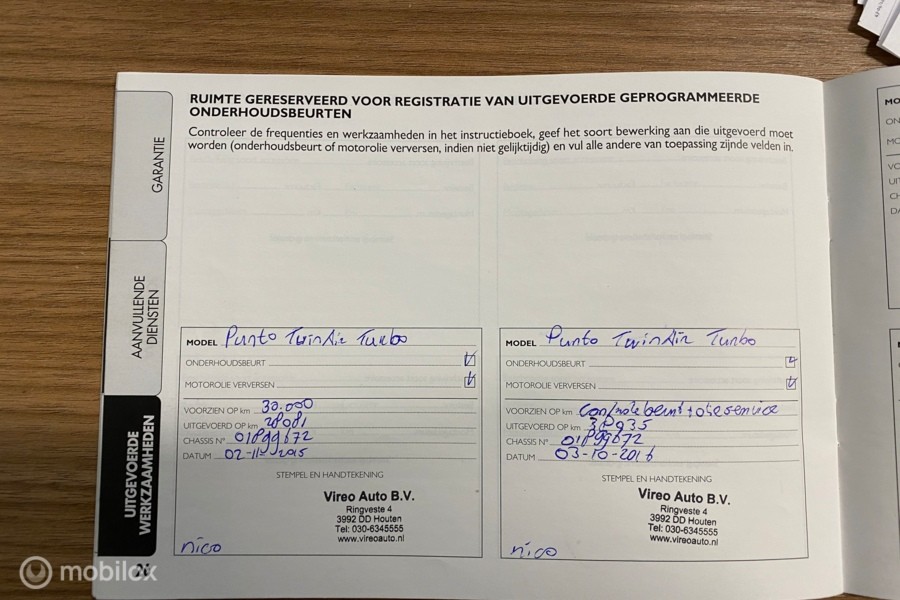 RUIMTE GERESERVEERD VOOR REGISTRATIE VAN UITGEVOERDE GEPROGRAMMEERDE
ONDERHOUDSBEURTEN
Controleer de frequenties en werkzaamheden in het instructieboek, geef het soort bewerking aan die uitgevoerd moet
worden (onderhoudsbeurt of motorolie verversen, indien niet gelijktijdig) en vul alle andere van toepassing zijnde velden in.
GARANTIE
AANVULLENDE
DIENSTEN
UITGEVOERDE
WERKZAAMHEDEN
MODEL Punto TwinAir Turbo
ONDERHOUDSBEURT
MOTOROLIE VERVERSEN
VOORZIEN OP km 30.000
UITGEVOERD OP km 28081
CHASSIS N° 01899672
DATUM 02-11-2015
STEMPEL EN HANDTEKENING
Vireo Auto B.V.
Ringveste 4
3992 DD Houten
Tel: 030-6345555
www.vireoauto.nl
nico
MODEL Punto TwinAir Turbo
ONDERHOUDSBEURT
MOTOROLIE VERVERSEN
VOORZIEN OP km Controlebeurt + olieservice
UITGEVOERD OP km 38935
CHASSIS N° 01899672
DATUM 03-10-2016
STEMPEL EN HANDTEKENING
Vireo Auto B.V.
Ringveste 4
3992 DD Houten
Tel: 030-6345555
www.vireoauto.nl
nico
mobilox